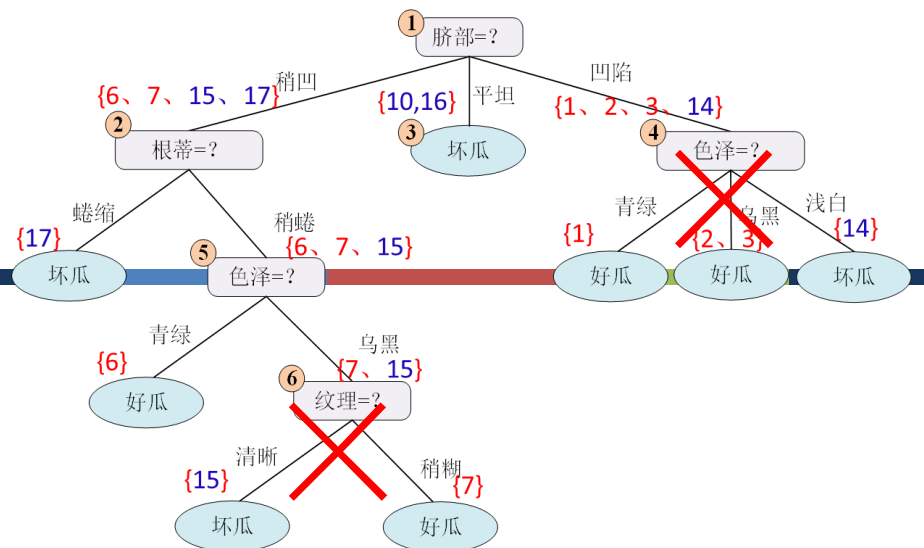 1
脐部=?
稍凹
平坦
凹陷
{6、7、15、17}
{10,16}
{1、2、3、14}
2
根蒂=?
3
坏瓜
4
色泽=?
蜷缩
稍蜷
青绿
乌黑
浅白
{17}
{6、7、15}
{1}
{2、3}
{14}
坏瓜
5
色泽=?
好瓜
好瓜
坏瓜
青绿
乌黑
{6}
{7、15}
好瓜
6
纹理=?
清晰
稍糊
{15}
{7}
坏瓜
好瓜